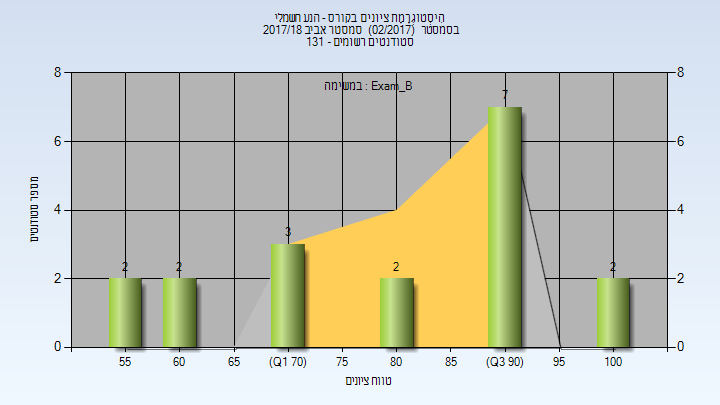 היסטוגרמת ציונים בקורס - הנע חשמלי
בסמסטר (02/2017) סמסטר אביב 2017/18
סטודנטים רשומים - 131
במשימה : Exam_B
מספר סטודנטים
8 8
6 6
4 4
2 2
0 0
2 2 3 2 7 2
55 60 65 (Q1 70) 75 80 85 (Q3 90) 95 100
טווח ציונים